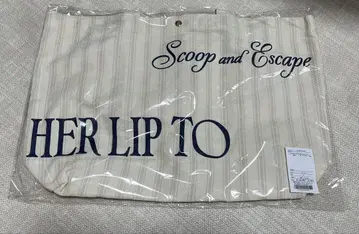 Scoop and Escape
HER LIP TO